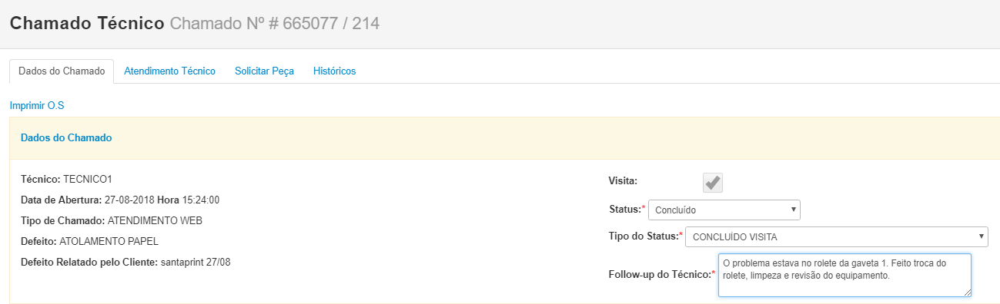 Chamado Técnico Chamado Nº # 665077 / 214
Dados do Chamado Atendimento Técnico Solicitar Peça Históricos
Imprimir O.S
Dados do Chamado
Técnico: TECNICO1
Data de Abertura: 27-08-2018 Hora 15:24:00
Tipo de Chamado: ATENDIMENTO WEB
Defeito: ATOLAMENTO PAPEL
Defeito Relatado pelo Cliente: santaprint 27/08
Visita:
Status:* Concluído
Tipo do Status:* CONCLUÍDO VISITA
Follow-up do Técnico:* O problema estava no rolete da gaveta 1. Feito troca do
rolete, limpeza e revisão do equipamento.